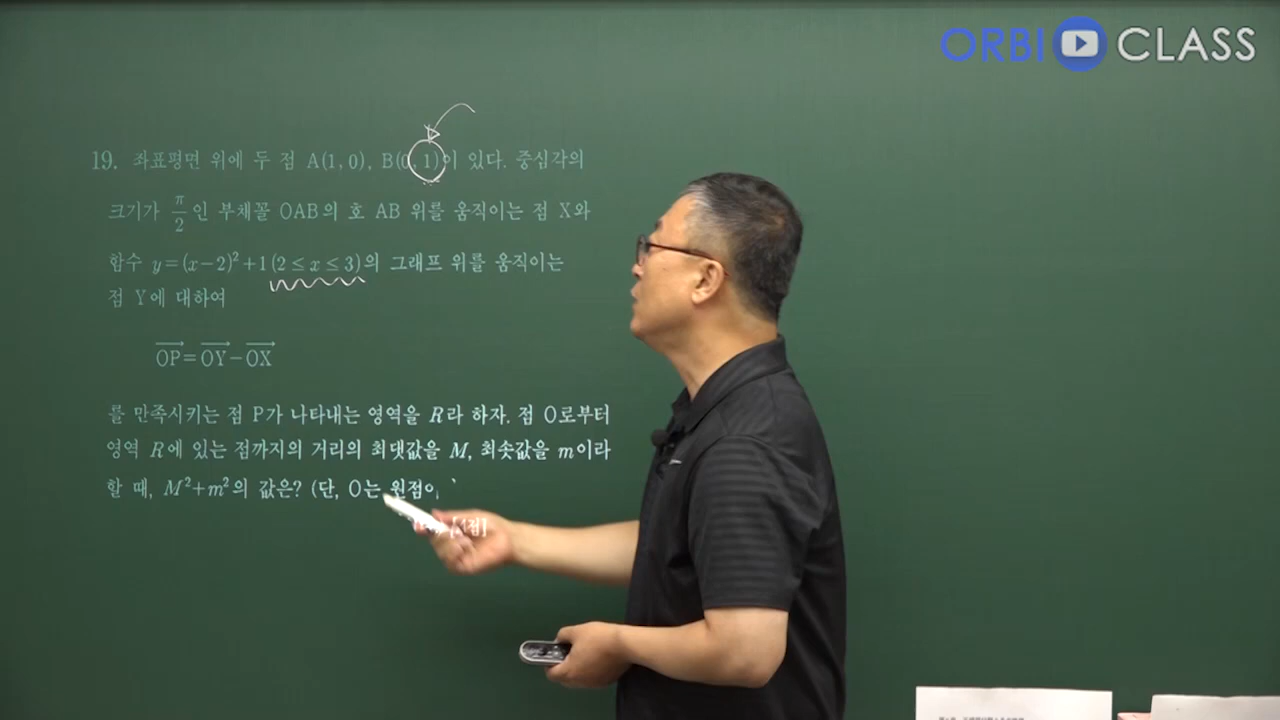 ORBI CLASS
19. 좌표평면 위에 두 점 A(1, 0), B(0, 1)이 있다. 중심각의
크기가 π/2인 부채꼴 OAB의 호 AB 위를 움직이는 점 X와
함수 y=(x-2)²+1(2≤x≤3)의 그래프 위를 움직이는
점 Y에 대하여
OP=OY-OX
를 만족시키는 점 P가 나타내는 영역을 R라 하자. 점 O로부터
영역 R에 있는 점까지의 거리의 최댓값을 M, 최솟값을 m이라
할 때, M²+m²의 값은? (단, O는 원점이
[4점]